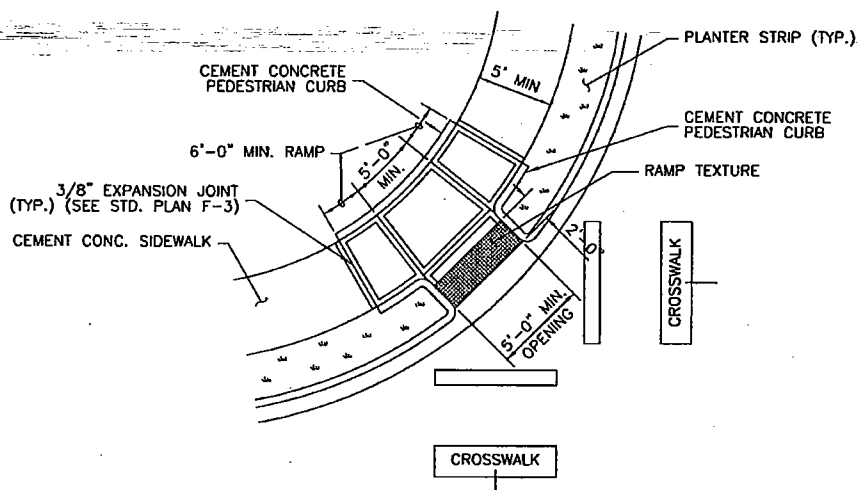 PLANTER STRIP (TYP.)
CEMENT CONCRETE
PEDESTRIAN CURB
5' MIN
CEMENT CONCRETE
PEDESTRIAN CURB
6'-0" MIN. RAMP
5'-0"
MIN.
RAMP TEXTURE
3/8" EXPANSION JOINT
(TYP.) (SEE STD. PLAN F-3)
CEMENT CONC. SIDEWALK
2'-0"
CROSSWALK
5'-0" MIN.
OPENING
CROSSWALK